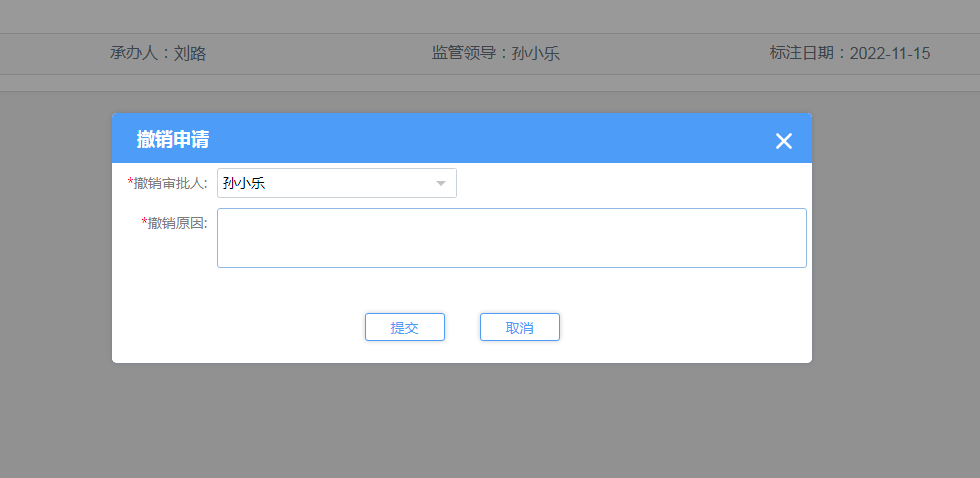 承办人：刘路 监管领导：孙小乐 标注日期：2022-11-15
撤销申请
*撤销审批人: 孙小乐
*撤销原因:
提交 取消